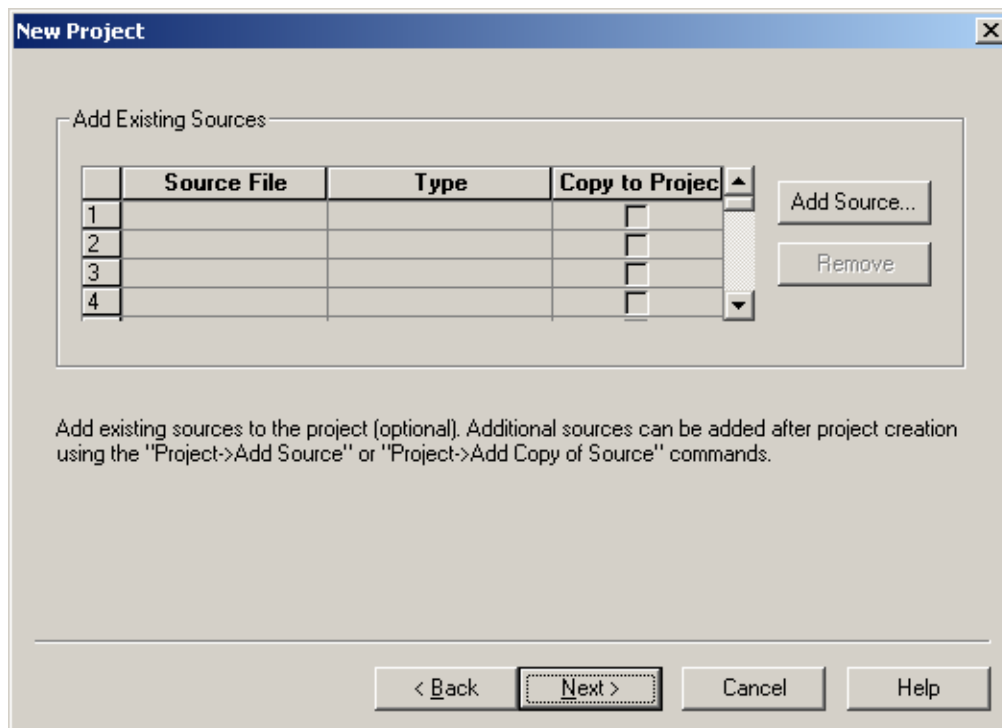 New Project
Add Existing Sources
Source File Type Copy to Projec
1
2
3
4
Add Source...
Remove
Add existing sources to the project (optional). Additional sources can be added after project creation
using the "Project->Add Source" or "Project->Add Copy of Source" commands.
< Back Next > Cancel Help